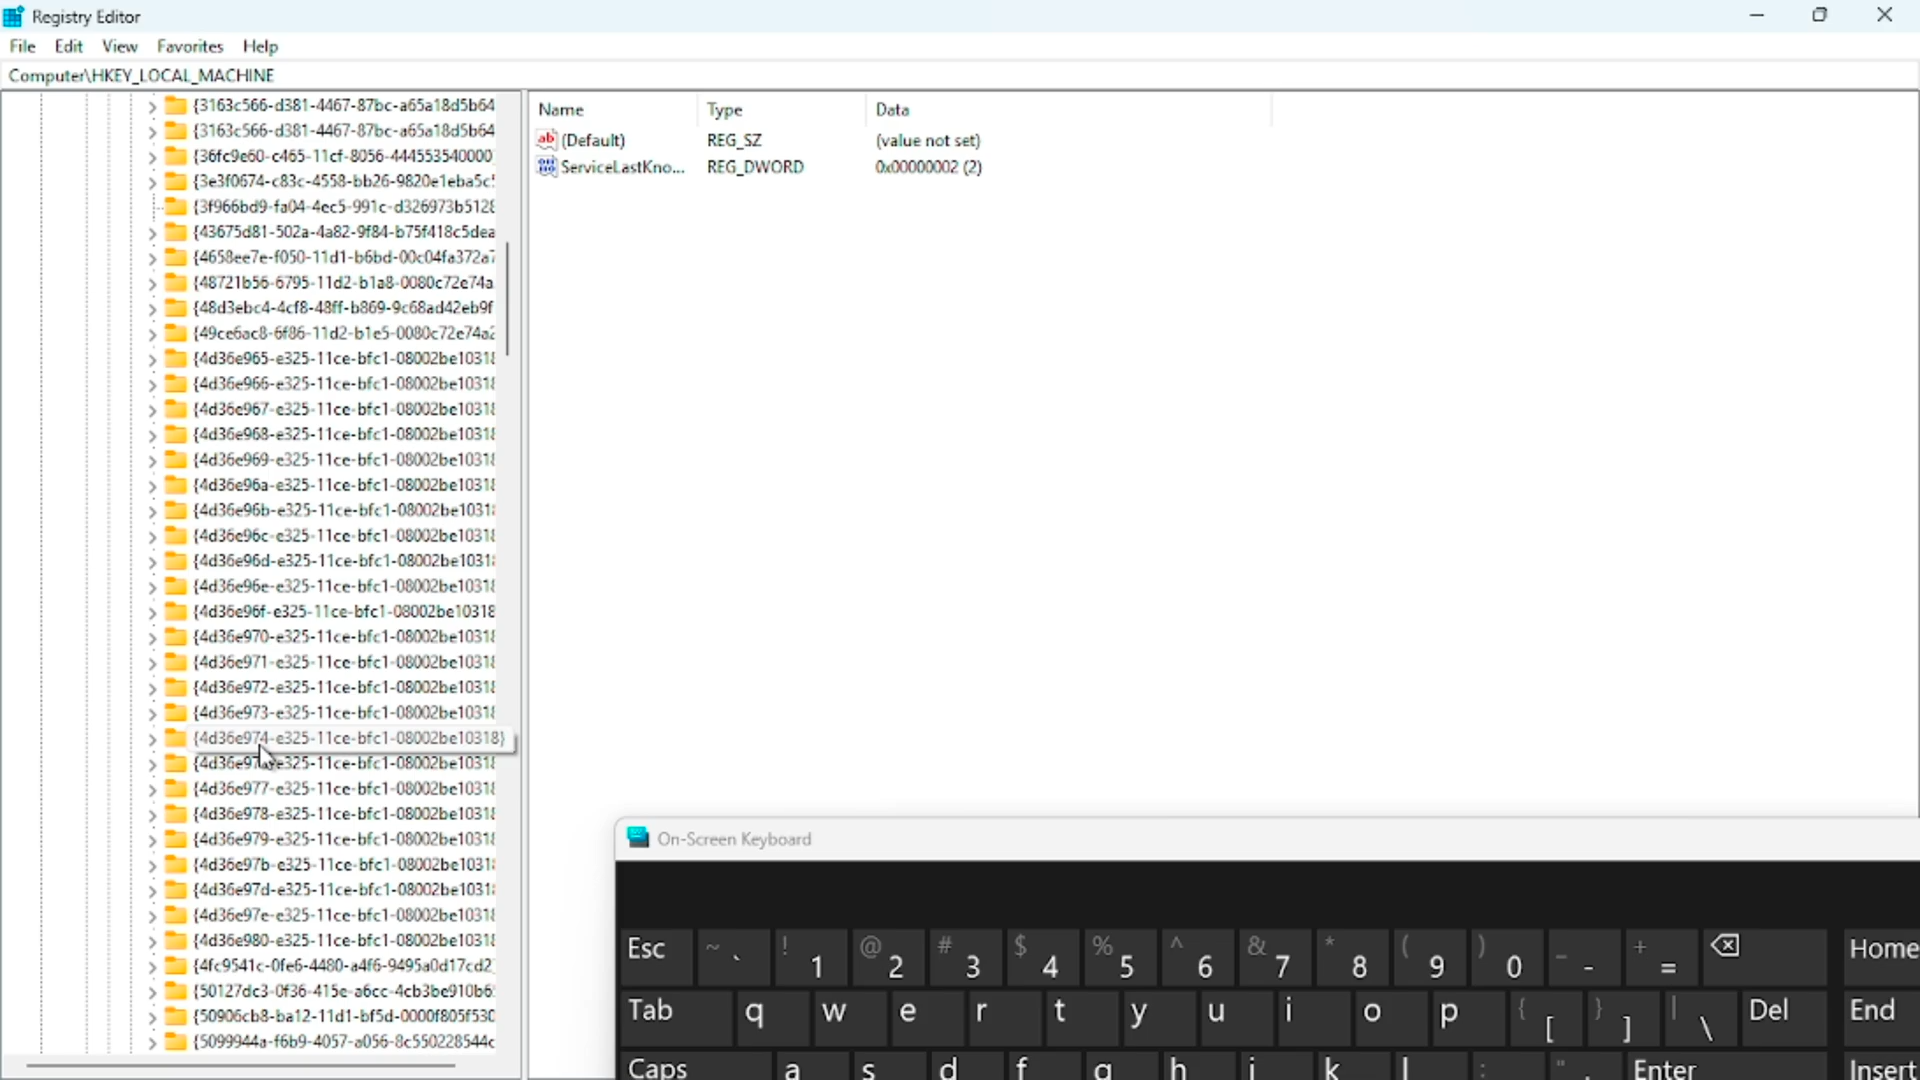 Registry Editor
File Edit View Favorites Help
Computer\HKEY_LOCAL_MACHINE
{3163c566-d381-4467-87bc-a65a18d5b64
{3163c566-d381-4467-87bc-a65a18d5b64
{36fc9e60-c465-11cf-8056-444553540000
{3e3f0674-c83c-4558-bb26-9820e1eba5c
{3f966bd9-fa04-4ec5-991c-d326973b512
{43675d81-502a-4a82-9f84-b75f418c5dea
{4658ee7e-f050-11d1-b6bd-00c04fa372a
{48721b56-6795-11d2-b1a8-0080c72e74a
{48d3ebc4-4cf8-48ff-b869-9c68ad42eb9f
{49ce6ac8-6f86-11d2-b1e5-0080c72e74a
{4d36e965-e325-11ce-bfc1-08002be1031
{4d36e966-e325-11ce-bfc1-08002be1031
{4d36e967-e325-11ce-bfc1-08002be1031
{4d36e968-e325-11ce-bfc1-08002be1031
{4d36e969-e325-11ce-bfc1-08002be1031
{4d36e96a-e325-11ce-bfc1-08002be1031
{4d36e96b-e325-11ce-bfc1-08002be1031
{4d36e96c-e325-11ce-bfc1-08002be1031
{4d36e96d-e325-11ce-bfc1-08002be1031
{4d36e96e-e325-11ce-bfc1-08002be1031
{4d36e96f-e325-11ce-bfc1-08002be10318
{4d36e970-e325-11ce-bfc1-08002be1031
{4d36e971-e325-11ce-bfc1-08002be1031
{4d36e972-e325-11ce-bfc1-08002be1031
{4d36e973-e325-11ce-bfc1-08002be1031
{4d36e974-e325-11ce-bfc1-08002be10318}
e325-11ce-bfc1-08002be1031
{4d36e977-e325-11ce-bfc1-08002be1031
{4d36e978-e325-11ce-bfc1-08002be1031
{4d36e979-e325-11ce-bfc1-08002be1031
{4d36e97b-e325-11ce-bfc1-08002be1031
{4d36e97d-e325-11ce-bfc1-08002be1031
{4d36e97e-e325-11ce-bfc1-08002be1031
{4d36e980-e325-11ce-bfc1-08002be1031
{4fc9541c-0fe6-4480-a4f6-9495a0d17cd2
{50127dc3-0f36-415e-a6cc-4cb3be910b6
{50906cb8-ba12-11d1-bf5d-0000f805f530
{5099944a-f6b9-4057-a056-8c550228544c
Name Type Data
(Default) REG_SZ (value not set)
ServiceLastKno... REG_DWORD 0x00000002 (2)
On-Screen Keyboard
Esc ~ ` ! 1 @ 2 # 3 $ 4 % 5 ^ 6 & 7 * 8 ( 9 ) 0 _ - + = Home
Tab q w e r t y u i o p { [ } ] | \ Del End
Caps a s d f g h j k l : " Enter Insert